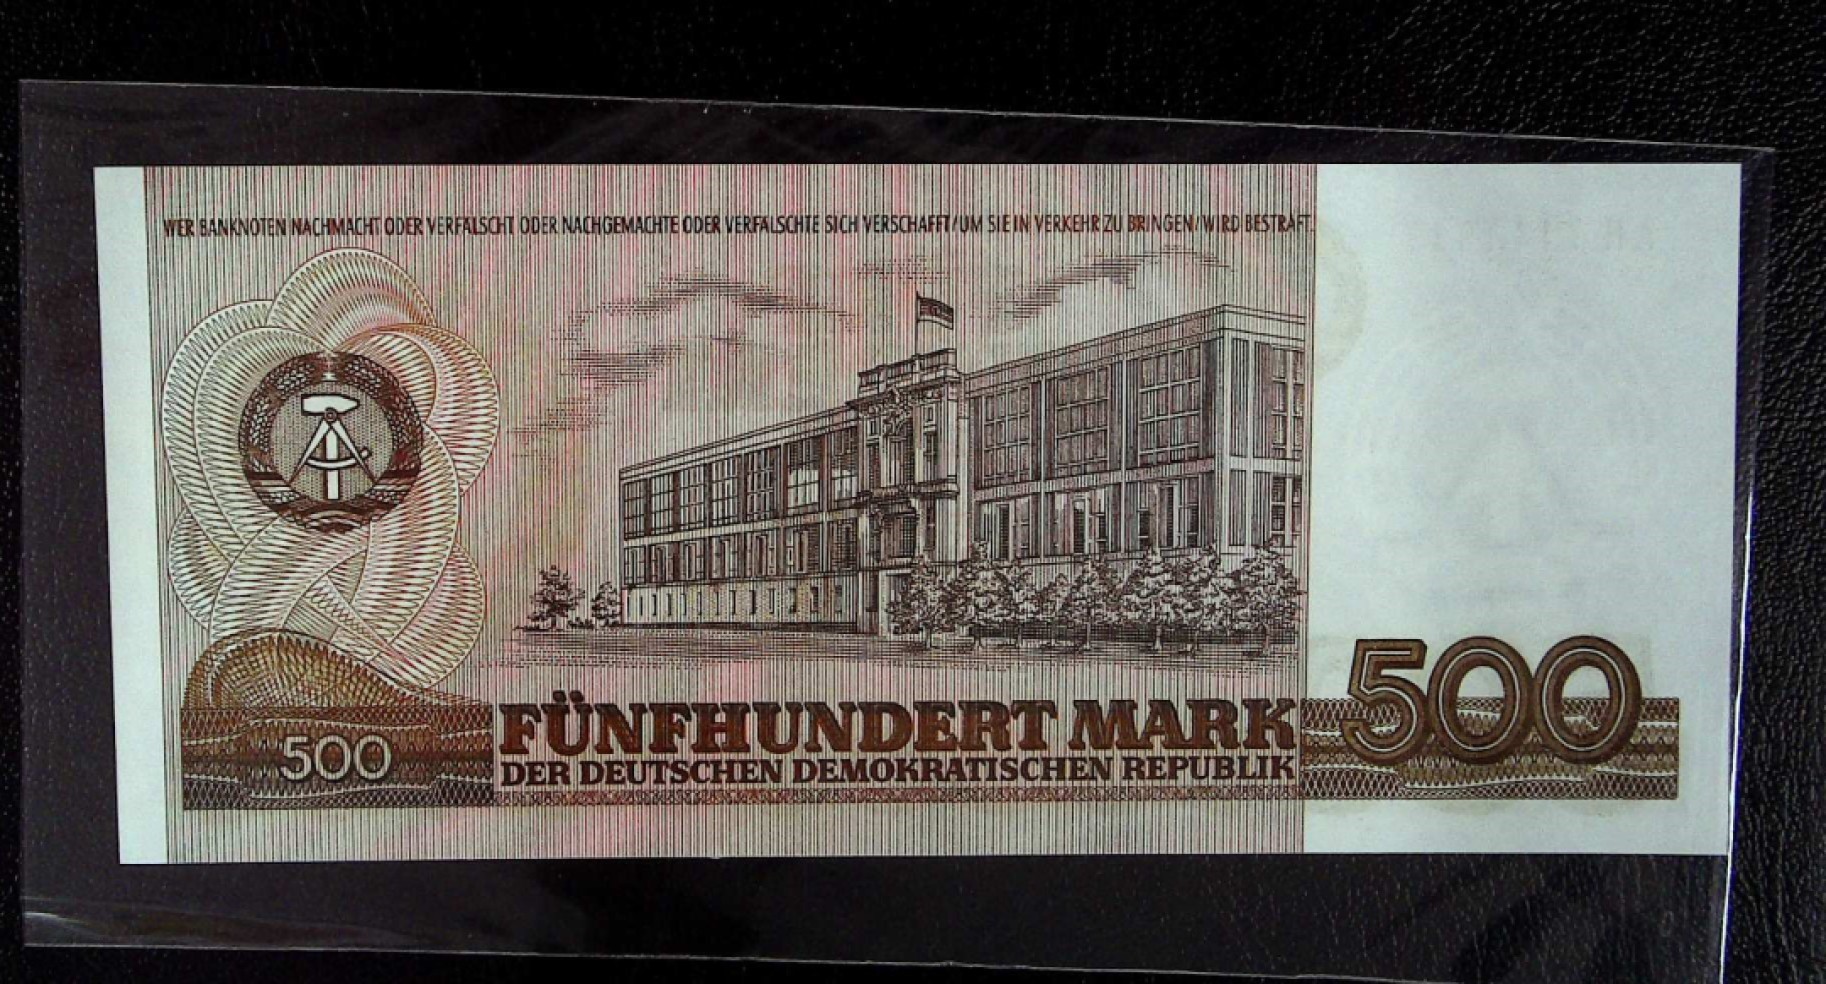 WER BANKNOTEN NACHMACHT ODER VERFÄLSCHT ODER NACHGEMACHTE ODER VERFÄLSCHTE SICH VERSCHAFFT/UM SIE IN VERKEHR ZU BRINGEN/WIRD BESTRAFT
500
FÜNFHUNDERT MARK
DER DEUTSCHEN DEMOKRATISCHEN REPUBLIK
500